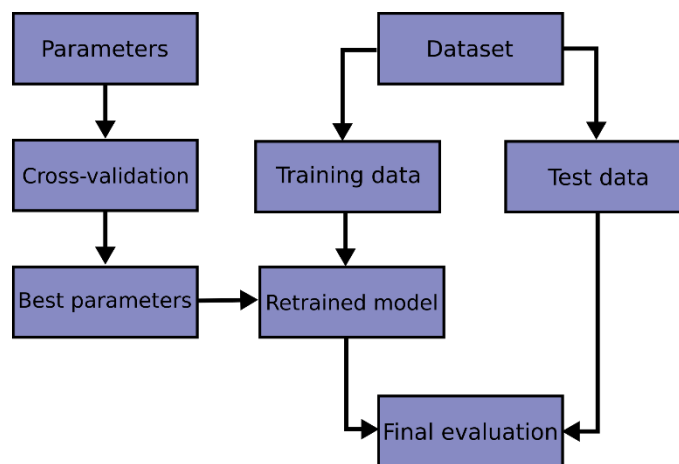 Parameters
Dataset
Cross-validation
Training data
Test data
Best parameters
Retrained model
Final evaluation